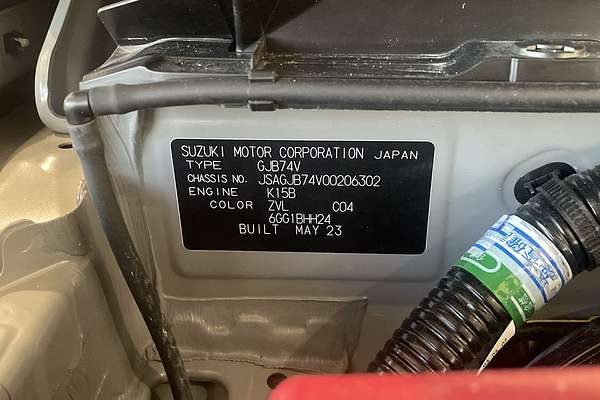 SUZUKI MOTOR CORPORATION JAPAN
TYPE GJB74V
CHASSIS NO. JSAGJB74V00206302
ENGINE K15B
COLOR ZVL C04
6GG1BHH24
BUILT MAY 23